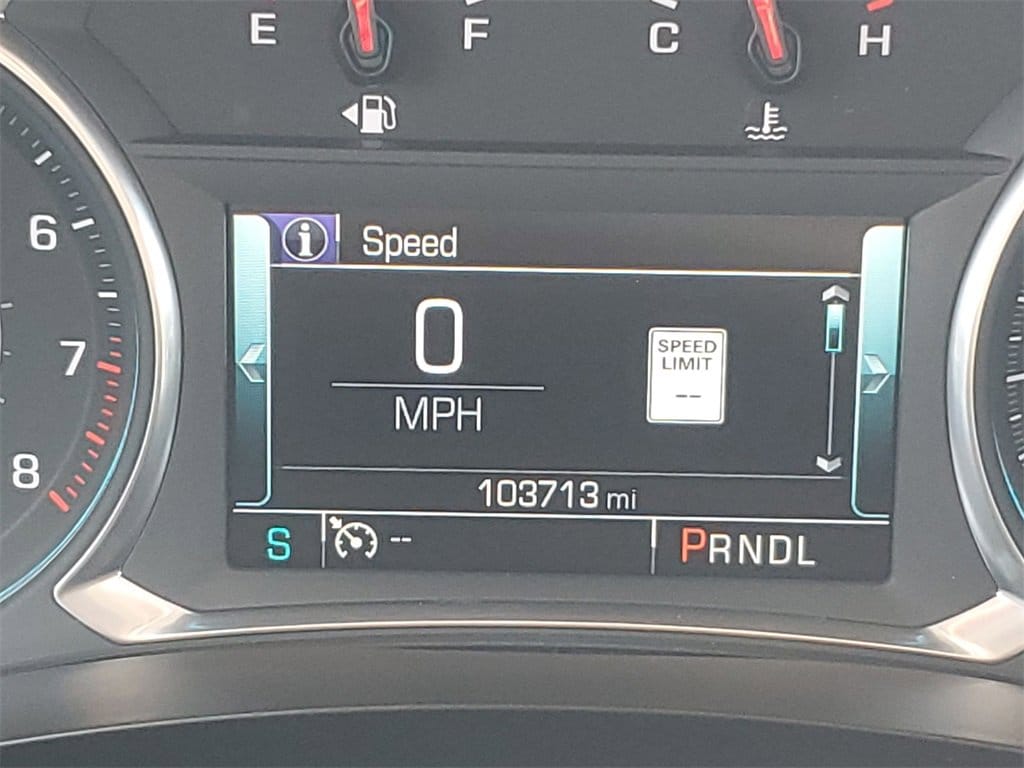 E F C H
i Speed
6
0
SPEED
LIMIT
--
7
MPH
8
103713 mi
S -- PRNDL